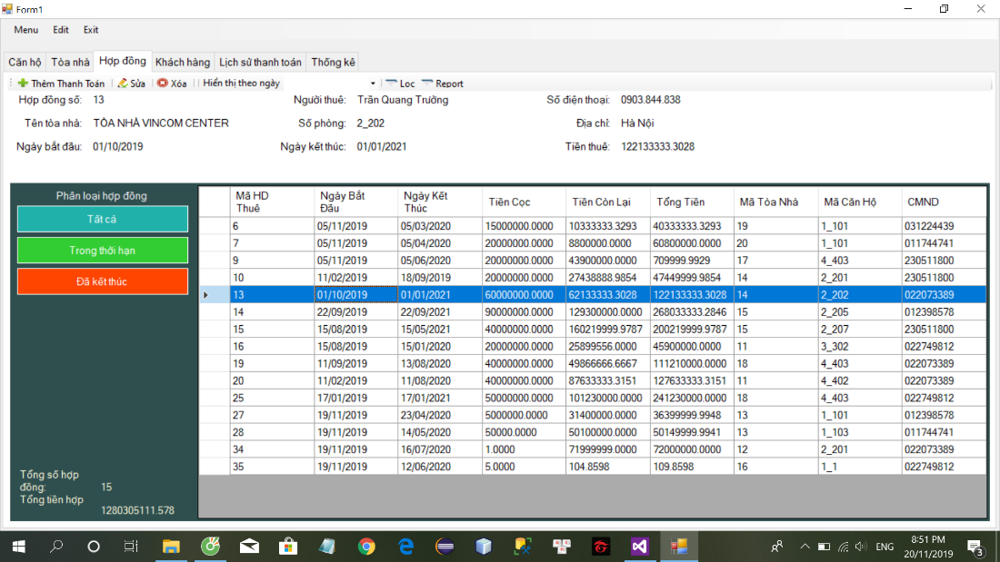 Form1
Menu Edit Exit
Căn hộ Tòa nhà Hợp đồng Khách hàng Lịch sử thanh toán Thống kê
Thêm Thanh Toán Sửa Xóa Hiển thị theo ngày Loc Report
Hợp đồng số: 13 Người thuê: Trần Quang Trường Số điện thoại: 0903.844.838
Tên tòa nhà: TÒA NHÀ VINCOM CENTER Số phòng: 2_202 Địa chỉ: Hà Nội
Ngày bắt đầu: 01/10/2019 Ngày kết thúc: 01/01/2021 Tiền thuê: 122133333.3028
Phân loại hợp đồng
Tất cả
Trong thời hạn
Đã kết thúc
Mã HD Thuê Ngày Bắt Đầu Ngày Kết Thúc Tiền Cọc Tiền Còn Lại Tổng Tiền Mã Tòa Nhà Mã Căn Hộ CMND
6 05/11/2019 05/03/2020 15000000.0000 10333333.3293 40333333.3293 19 1_101 031224439
7 05/11/2019 05/04/2020 20000000.0000 8800000.0000 60800000.0000 20 1_101 011744741
9 05/11/2019 05/06/2020 20000000.0000 43900000.0000 709999.9929 17 4_403 230511800
10 11/02/2019 18/09/2019 20000000.0000 27438888.9854 47449999.9854 14 2_201 230511800
13 01/10/2019 01/01/2021 60000000.0000 62133333.3028 122133333.3028 14 2_202 022073389
14 22/09/2019 22/09/2021 90000000.0000 129300000.0000 268033333.2846 15 2_205 012398578
15 15/08/2019 15/05/2021 40000000.0000 160219999.9787 200219999.9787 15 2_207 230511800
16 15/08/2019 15/01/2020 20000000.0000 25899556.0000 45900000.0000 11 3_302 022749812
19 11/09/2019 13/08/2020 40000000.0000 49866666.6667 111210000.0000 18 4_403 022073389
20 11/02/2019 11/08/2020 40000000.0000 87633333.3151 127633333.3151 11 4_402 022073389
25 17/01/2019 17/01/2021 50000000.0000 101230000.0000 241230000.0000 18 4_403 022749812
27 19/11/2019 23/04/2020 5000000.0000 31400000.0000 36399999.9948 13 1_101 012398578
28 19/11/2019 14/05/2020 50000.0000 50100000.0000 50149999.9941 13 1_103 011744741
34 19/11/2019 16/07/2020 1.0000 71999999.0000 72000000.0000 12 2_201 022073389
35 19/11/2019 12/06/2020 5.0000 104.8598 109.8598 16 1_1 022749812
Tổng số hợp
đồng: 15
Tổng tiền hợp
1280305111.578
ENG 8:51 PM
20/11/2019
3